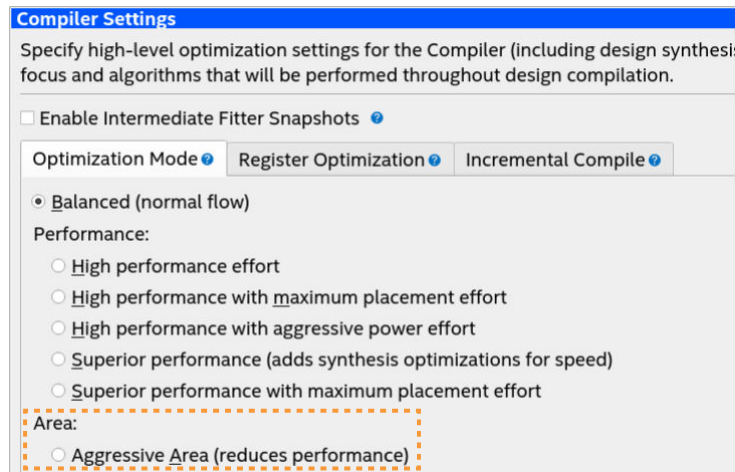 Compiler Settings
Specify high-level optimization settings for the Compiler (including design
focus and algorithms that will be performed throughout design compilation.
Enable Intermediate Fitter Snapshots ?
Optimization Mode ? Register Optimization ? Incremental Compile ?
Balanced (normal flow)
Performance:
High performance effort
High performance with maximum placement effort
High performance with aggressive power effort
Superior performance (adds synthesis optimizations for speed)
Superior performance with maximum placement effort
Area:
Aggressive Area (reduces performance)